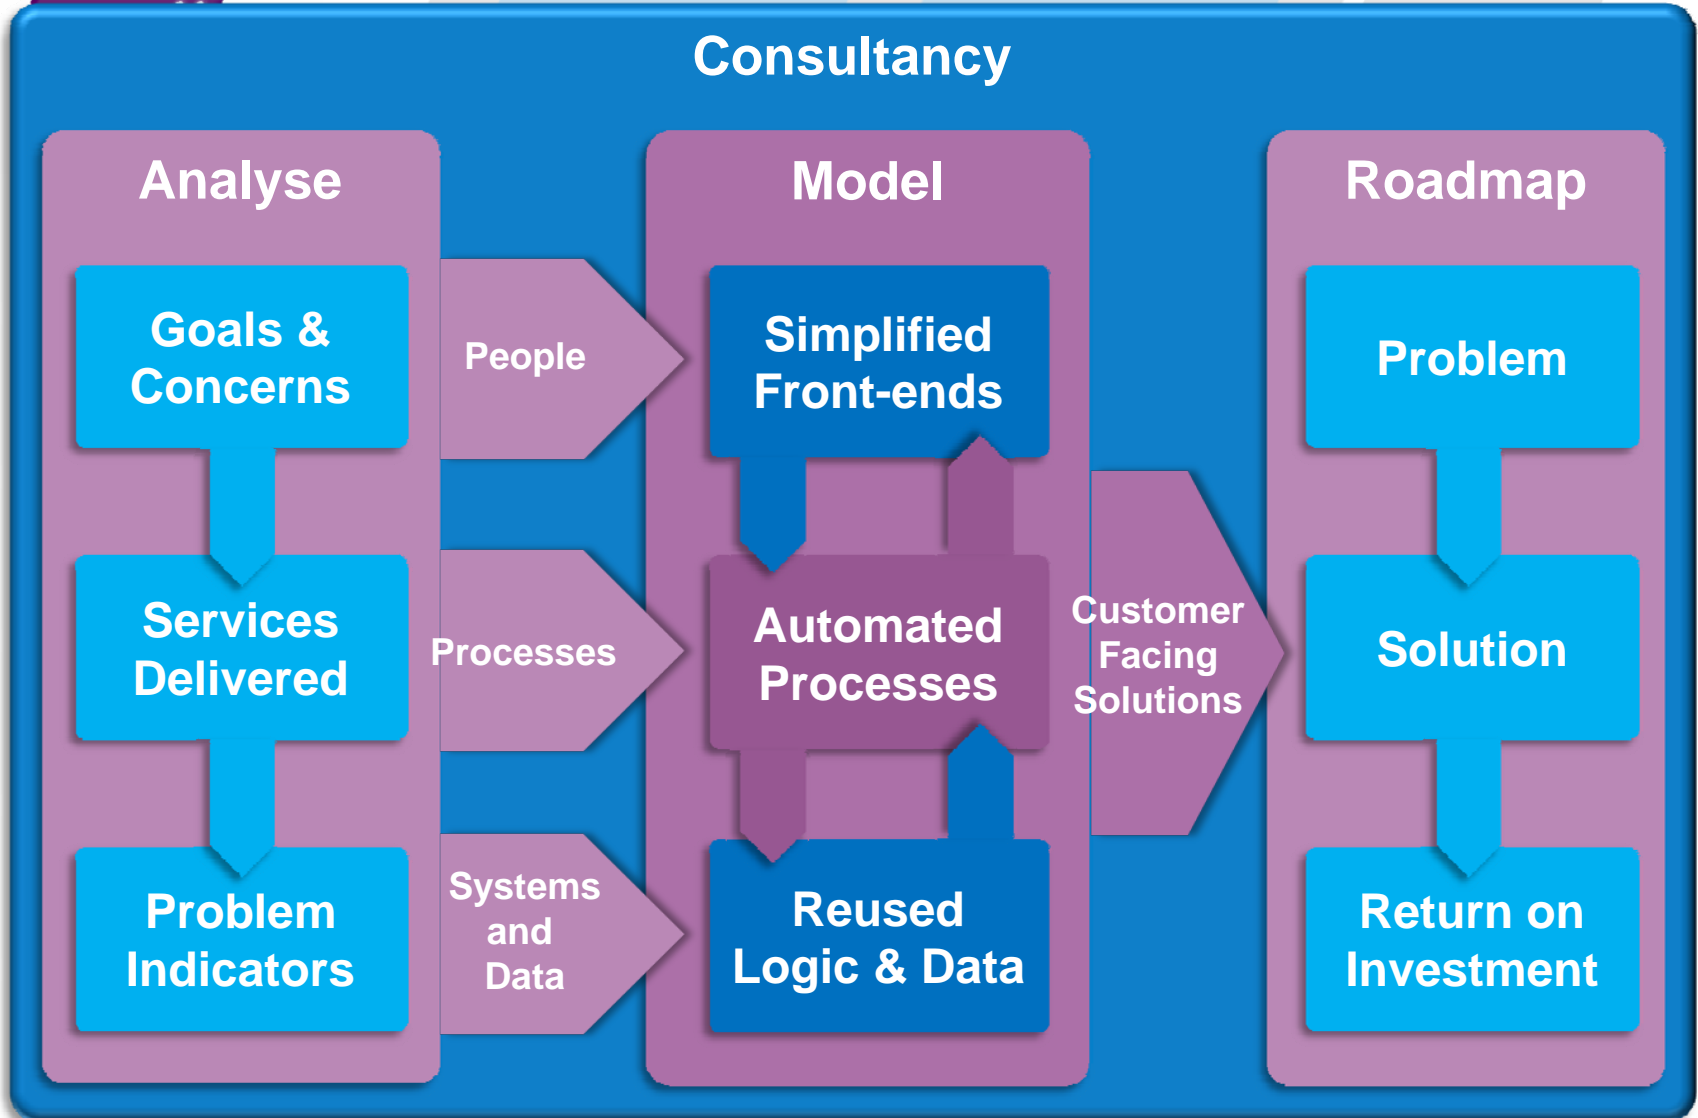 Consultancy
Analyse
Goals &
Concerns
Services
Delivered
Problem
Indicators
People
Processes
Systems
and
Data
Model
Simplified
Front-ends
Automated
Processes
Reused
Logic & Data
Customer
Facing
Solutions
Roadmap
Problem
Solution
Return on
Investment